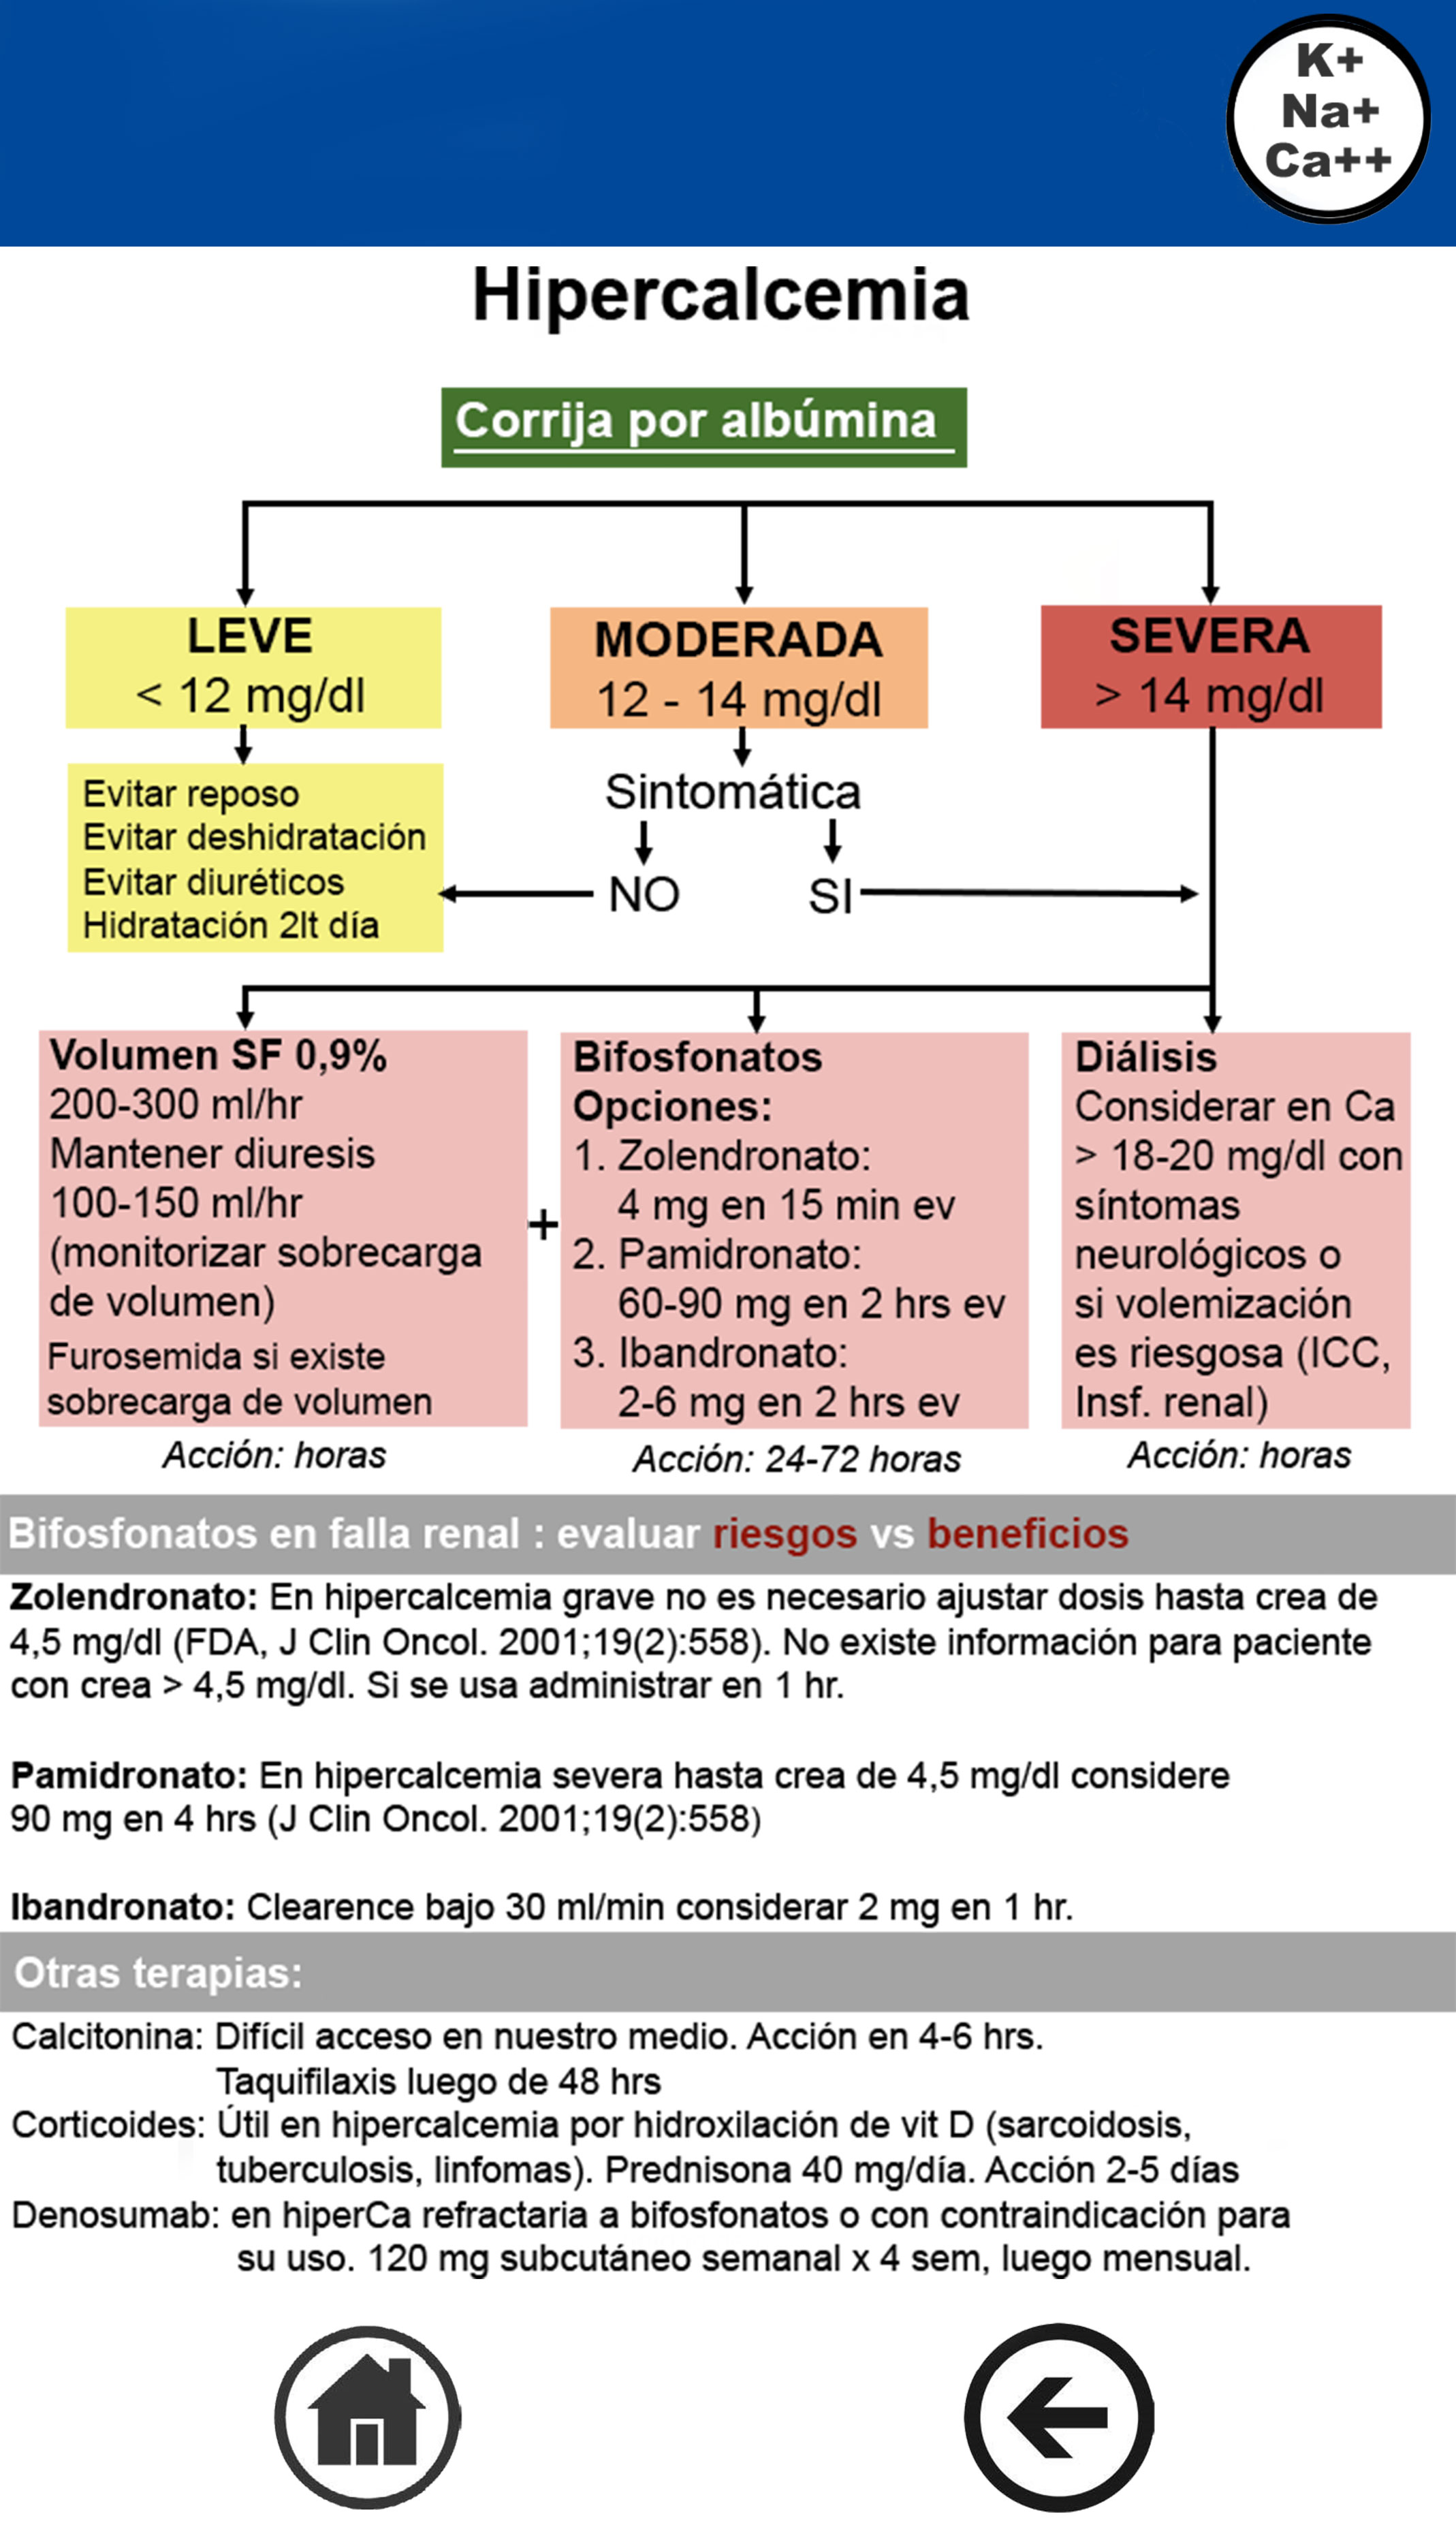 K+
Na+
Ca++
Hipercalcemia
Corrija por albúmina
LEVE
< 12 mg/dl
MODERADA
12 - 14 mg/dl
SEVERA
> 14 mg/dl
Evitar reposo
Evitar deshidratación
Evitar diuréticos
Hidratación 2lt día
Sintomática
NO
SI
Volumen SF 0,9%
200-300 ml/hr
Mantener diuresis
100-150 ml/hr
(monitorizar sobrecarga
de volumen)
Furosemida si existe
sobrecarga de volumen
Acción: horas
+
Bifosfonatos
Opciones:
1. Zolendronato:
4 mg en 15 min ev
2. Pamidronato:
60-90 mg en 2 hrs ev
3. Ibandronato:
2-6 mg en 2 hrs ev
Acción: 24-72 horas
Diálisis
Considerar en Ca
> 18-20 mg/dl con
síntomas
neurológicos o
si volemización
es riesgosa (ICC,
Insf. renal)
Acción: horas
Bifosfonatos en falla renal : evaluar riesgos vs beneficios
Zolendronato: En hipercalcemia grave no es necesario ajustar dosis hasta crea de
4,5 mg/dl (FDA, J Clin Oncol. 2001;19(2):558). No existe información para paciente
con crea > 4,5 mg/dl. Si se usa administrar en 1 hr.
Pamidronato: En hipercalcemia severa hasta crea de 4,5 mg/dl considere
90 mg en 4 hrs (J Clin Oncol. 2001;19(2):558)
Ibandronato: Clearence bajo 30 ml/min considerar 2 mg en 1 hr.
Otras terapias:
Calcitonina: Difícil acceso en nuestro medio. Acción en 4-6 hrs.
Taquifilaxis luego de 48 hrs
Corticoides: Útil en hipercalcemia por hidroxilación de vit D (sarcoidosis,
tuberculosis, linfomas). Prednisona 40 mg/día. Acción 2-5 días
Denosumab: en hiperCa refractaria a bifosfonatos o con contraindicación para
su uso. 120 mg subcutáneo semanal x 4 sem, luego mensual.